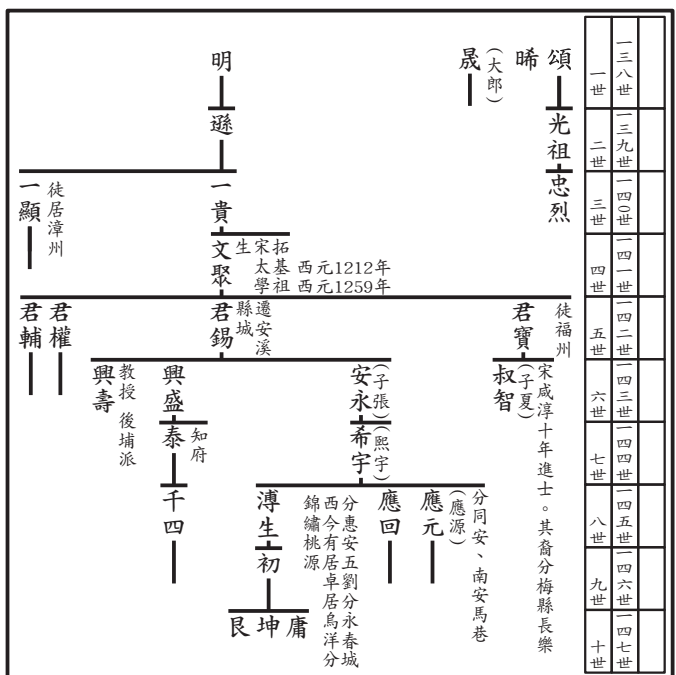 一三八世
一世
頌
晞
晟
(大郎)
明
一三九世
二世
光祖
遜
一四〇世
三世
忠烈
一貴
一顯
徒居漳州
一四一世
四世
文聚
拓基祖
宋太學
生
西元1212年
西元1259年
一四二世
五世
君寶
徒福州
君錫
遷安溪
縣城
君權
君輔
一四三世
六世
叔智
(子夏)
宋咸淳十年進士。其裔分梅縣長樂
安永
(子張)
興盛
興壽
教授 後埔派
一四四世
七世
希宇
(熙宇)
泰
知府
一四五世
八世
應元
(應源)
分同安、南安馬巷
應回
溥生
分惠安五劉分永春城
西今有居卓居烏洋分
錦繡桃源
千四
一四六世
九世
初
一四七世
十世
庸
坤
艮